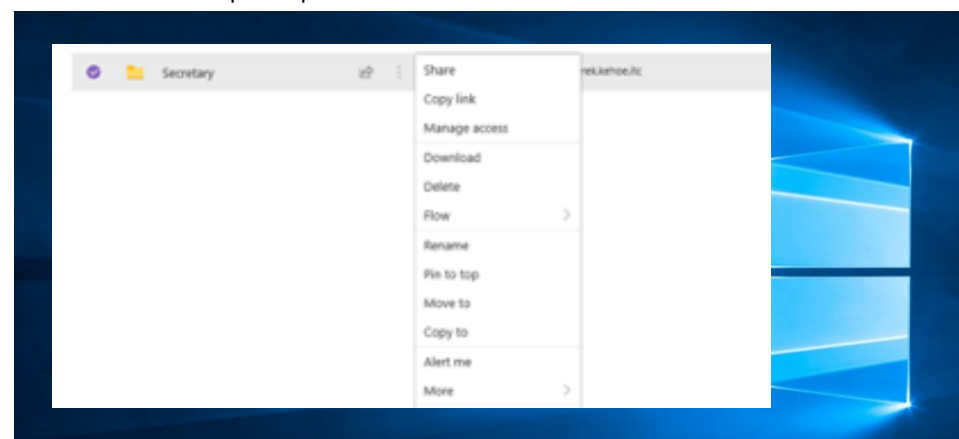 Secretary
Share
Copy link
Manage access
Download
Delete
Flow
Rename
Pin to top
Move to
Copy to
Alert me
More